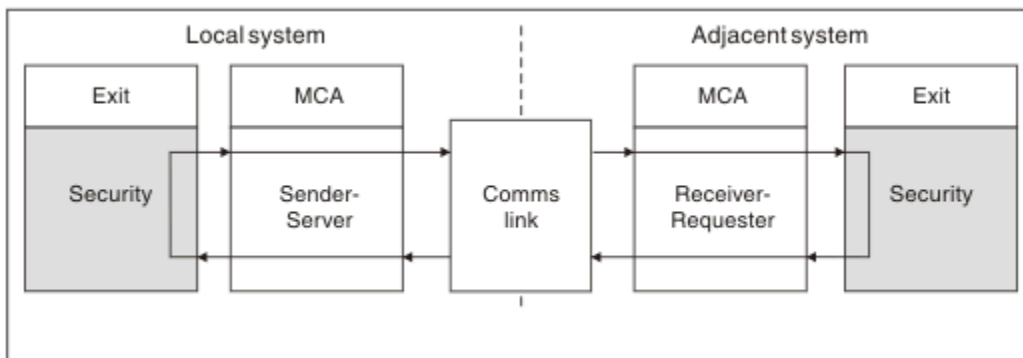 Local system
Adjacent system
Exit
MCA
MCA
Exit
Security
Sender-
Server
Comms
link
Receiver-
Requester
Security